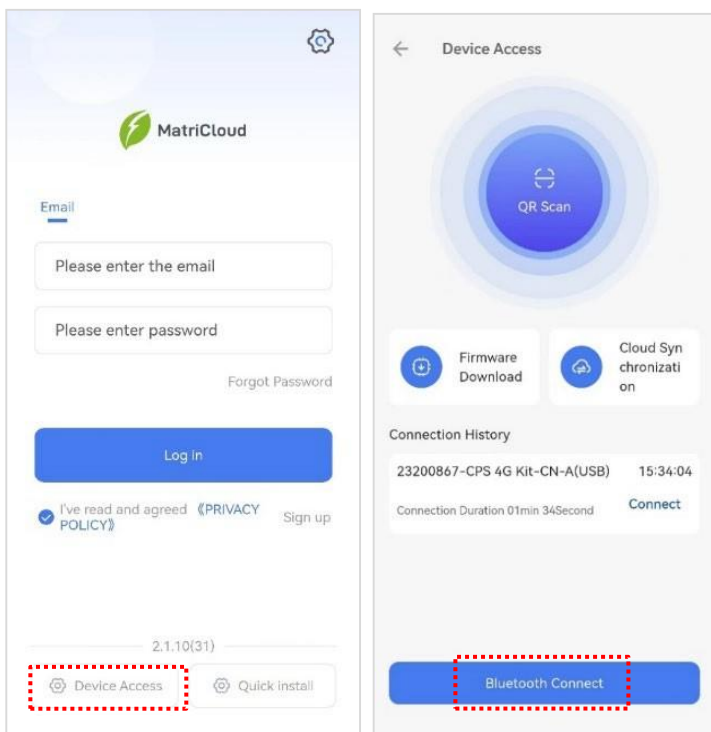 MatriCloud
Email
Please enter the email
Please enter password
Forgot Password
Log In
I've read and agreed 《PRIVACY
POLICY》
Sign up
2.1.10(31)
Device Access
Quick install
Device Access
QR Scan
Firmware
Download
Cloud Syn
chronizati
on
Connection History
23200867-CPS 4G Kit-CN-A(USB)
15:34:04
Connection Duration 01min 34Second
Connect
Bluetooth Connect